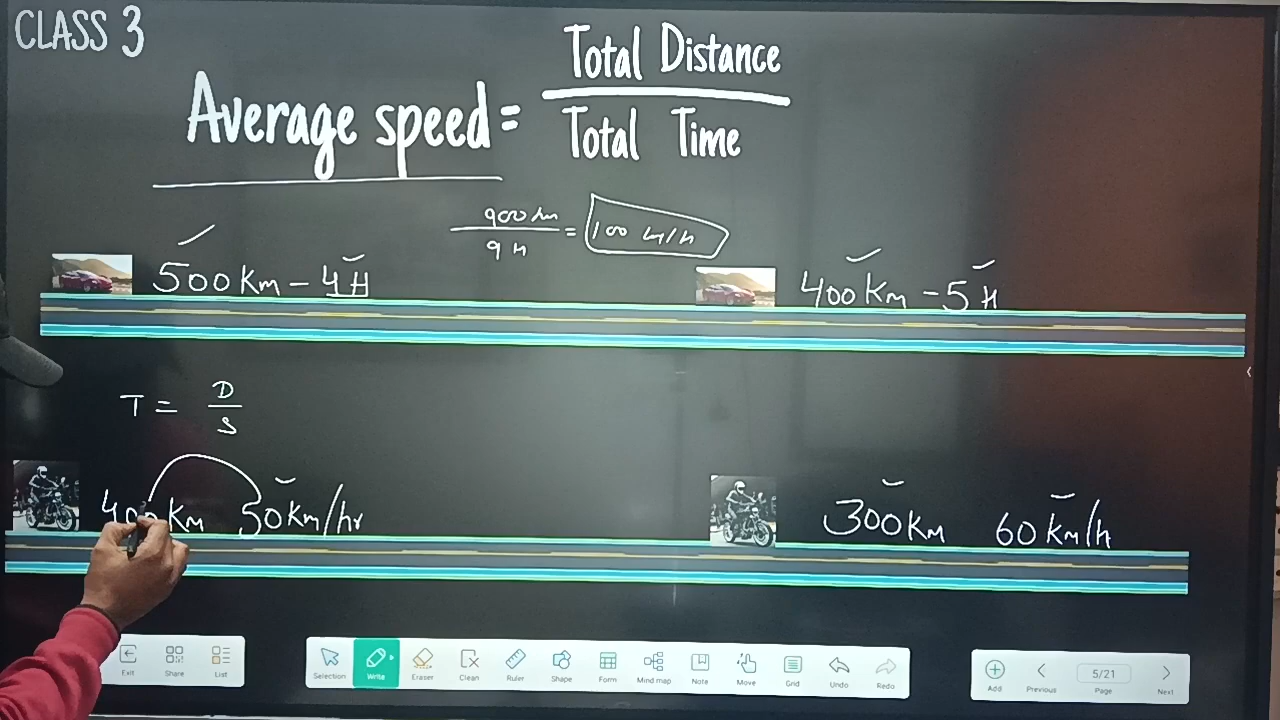 CLASS 3
Average speed = Total Distance / Total Time
900 km / 9 H = 100 km/h
500 Km - 4 H
400 Km - 5 H
T = D / S
400 Km 50 Km/hr
300 Km 60 Km/h
Exit Share List
Selection Write Eraser Clean Ruler Shape Form Mind map Note Move Grid Undo Redo
Add Previous 5/21 Page Next